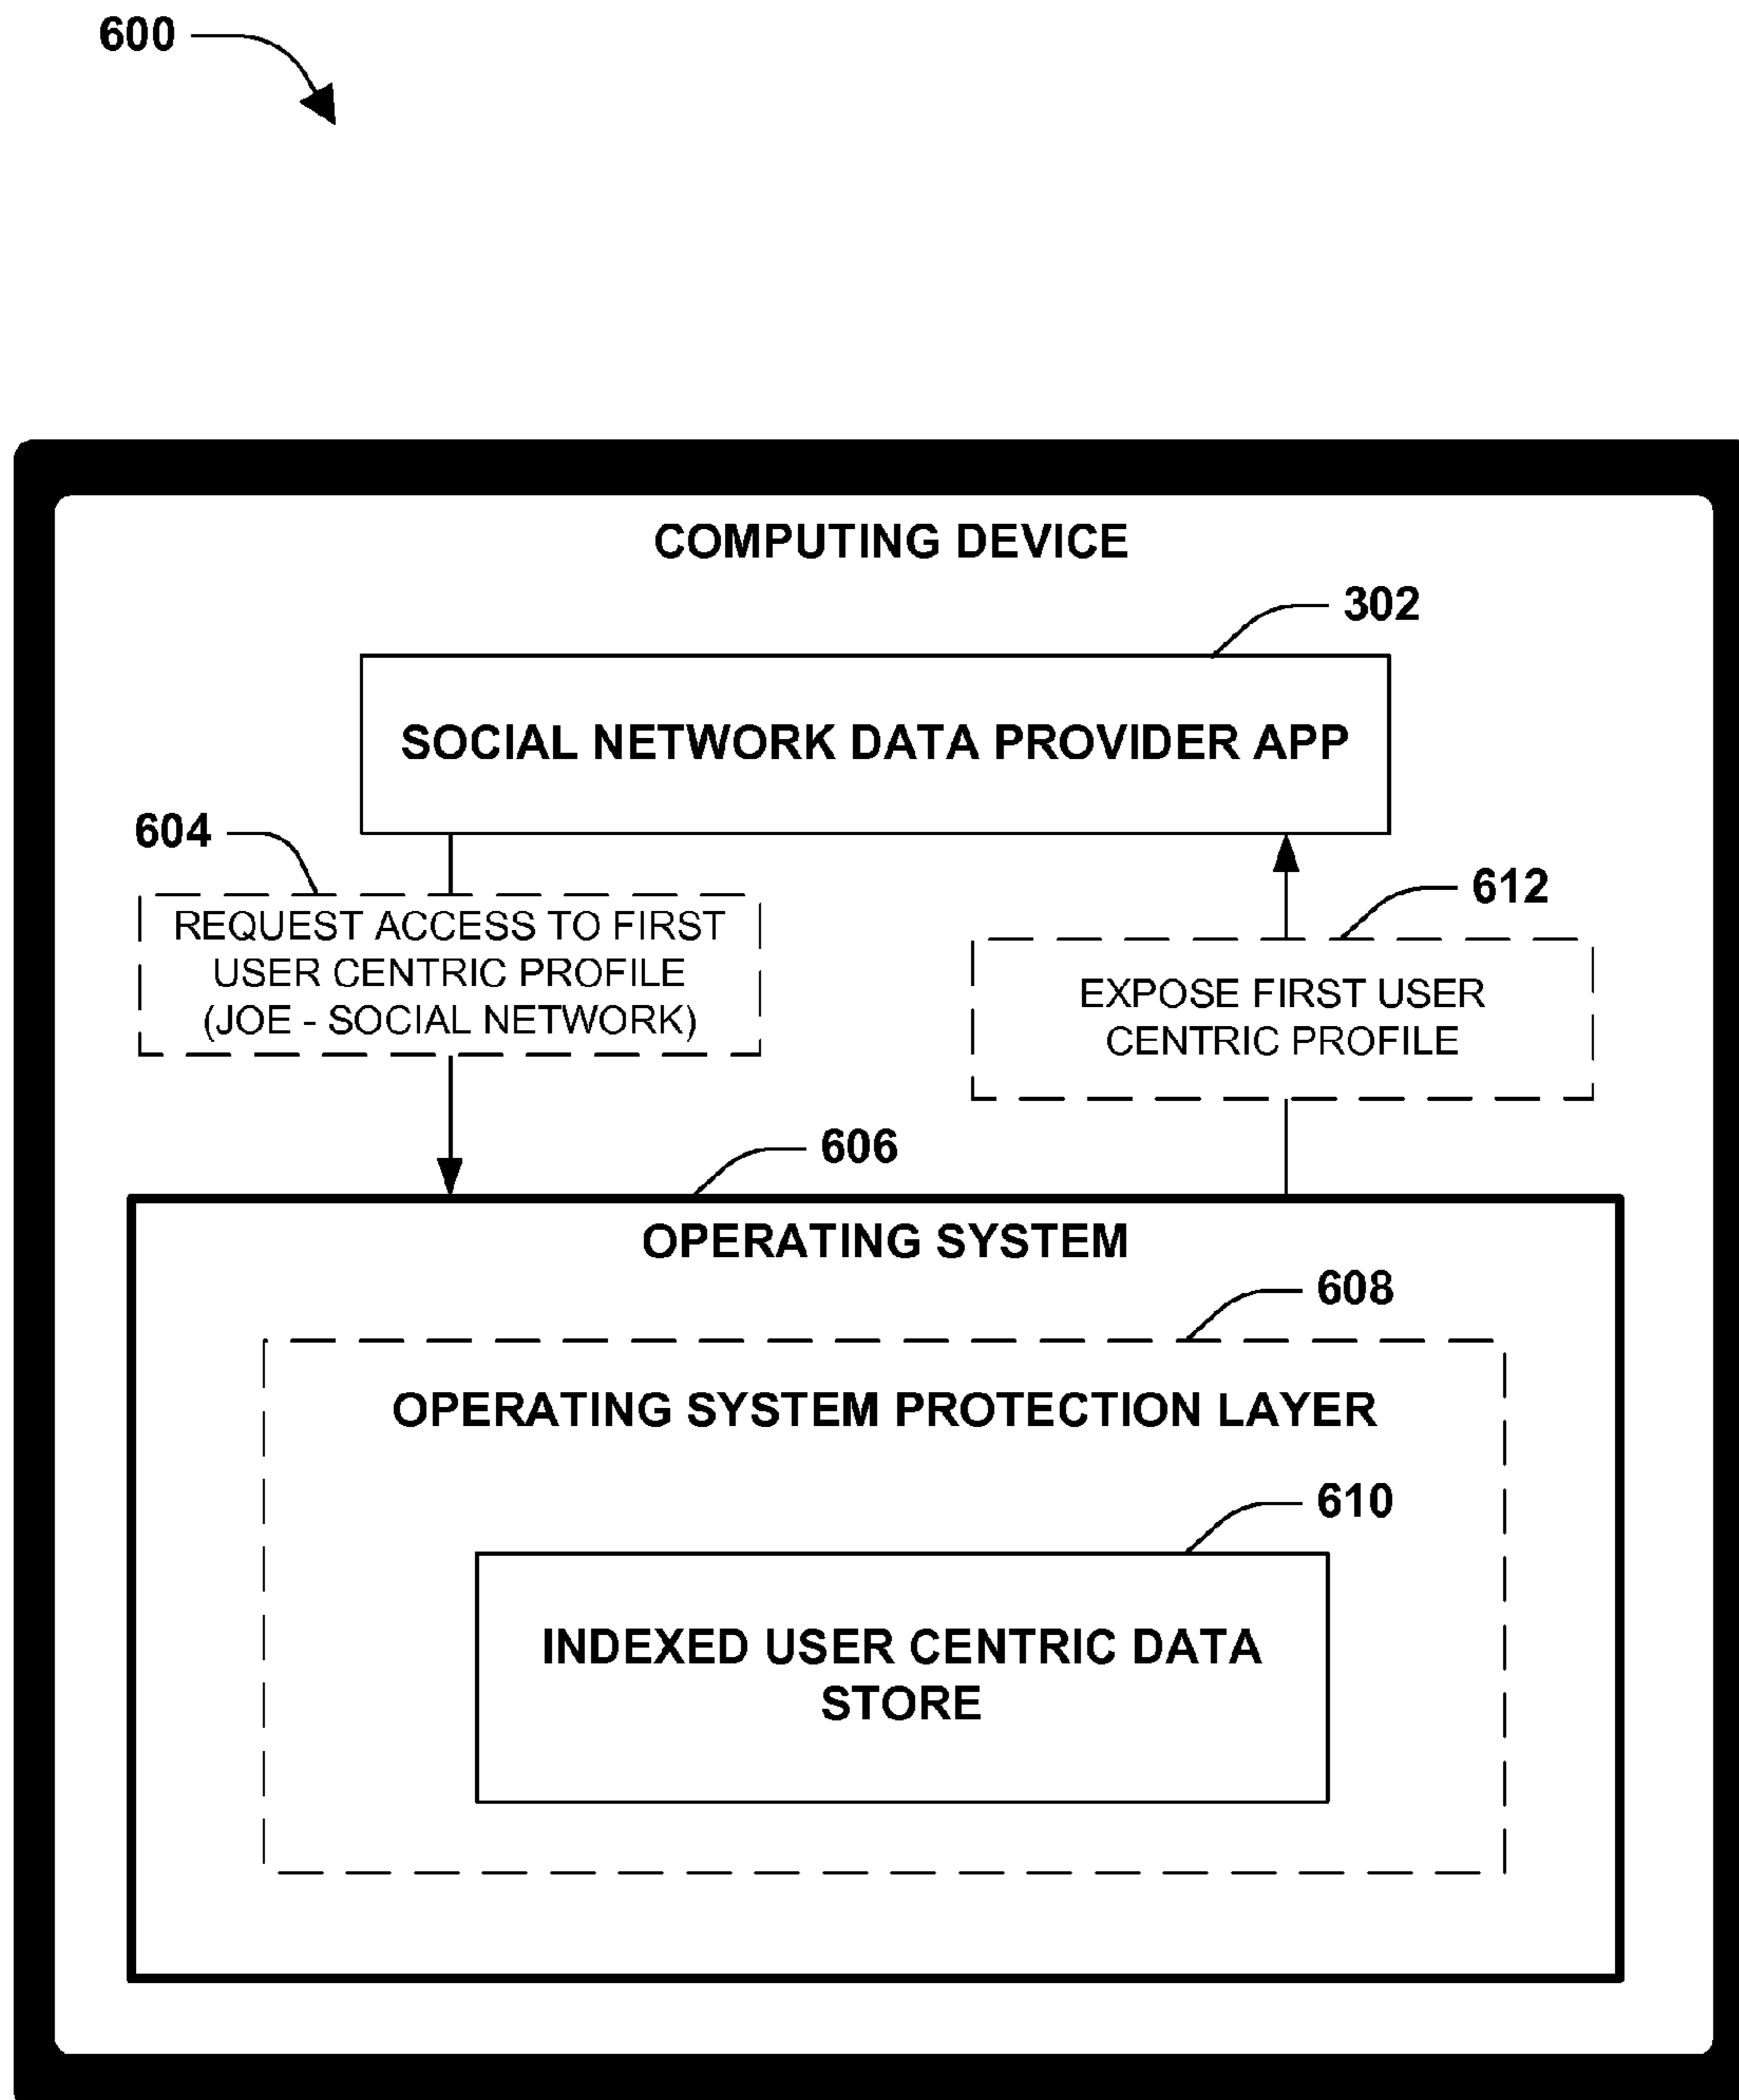 600
COMPUTING DEVICE
302
SOCIAL NETWORK DATA PROVIDER APP
604
REQUEST ACCESS TO FIRST
USER CENTRIC PROFILE
(JOE - SOCIAL NETWORK)
612
EXPOSE FIRST USER
CENTRIC PROFILE
606
OPERATING SYSTEM
608
OPERATING SYSTEM PROTECTION LAYER
610
INDEXED USER CENTRIC DATA
STORE